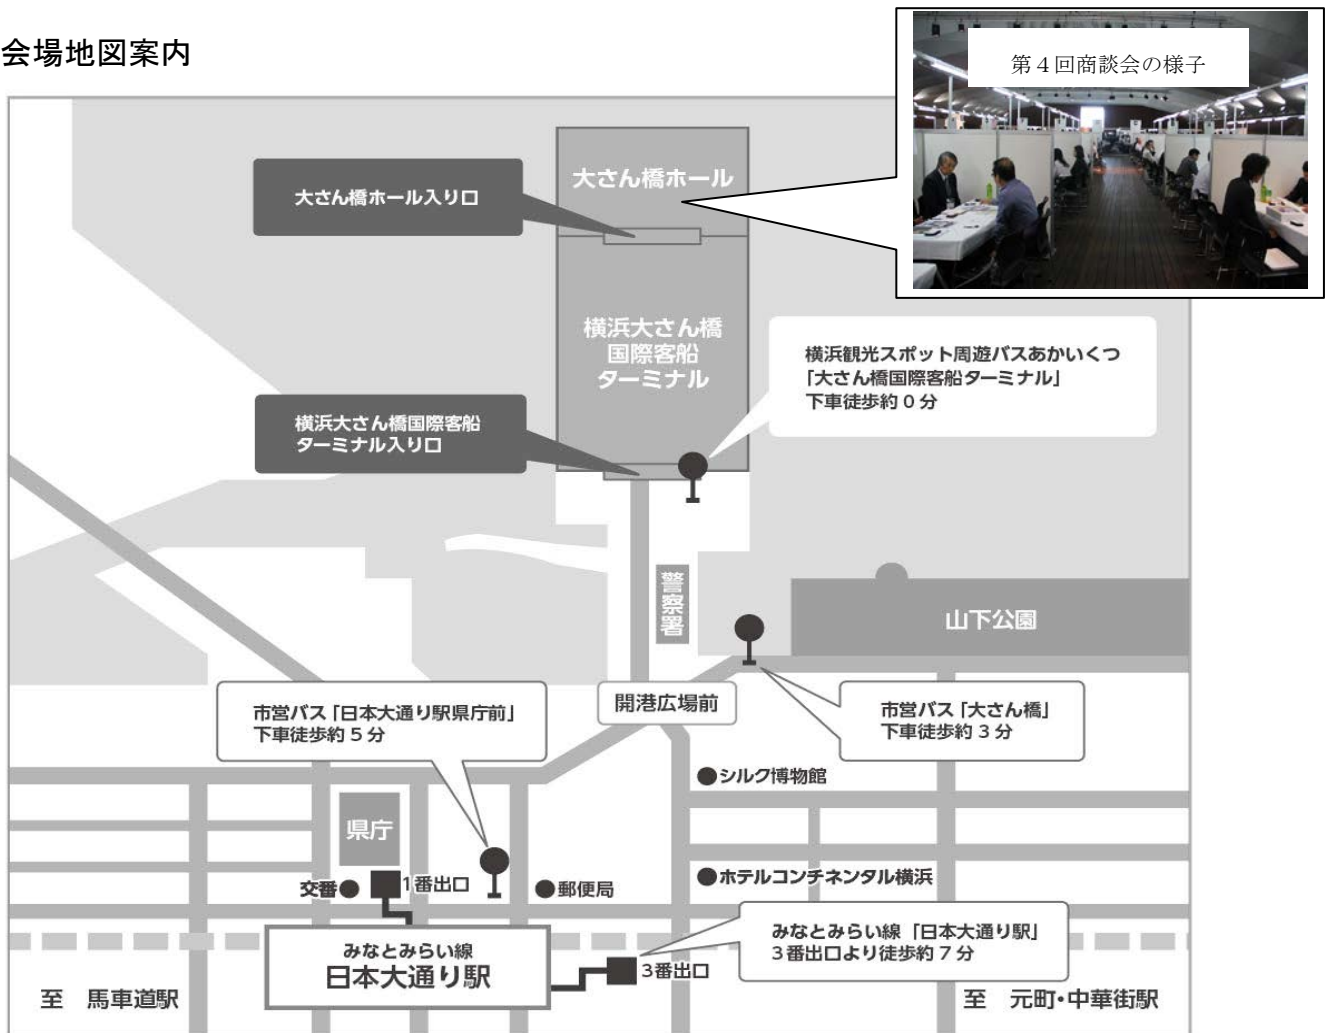 会場地図案内
第４回商談会の様子
大さん橋ホール
大さん橋ホール入り口
横浜大さん橋
国際客船
ターミナル
横浜観光スポット周遊バスあかいくつ
「大さん橋国際客船ターミナル」
下車徒歩約０分
横浜大さん橋国際客船
ターミナル入り口
警察署
山下公園
開港広場前
市営バス「日本大通り駅県庁前」
下車徒歩約５分
市営バス「大さん橋」
下車徒歩約３分
シルク博物館
県庁
交番
1番出口
郵便局
ホテルコンチネンタル横浜
みなとみらい線
日本大通り駅
みなとみらい線「日本大通り駅」
３番出口より徒歩約７分
3番出口
至　馬車道駅
至　元町・中華街駅